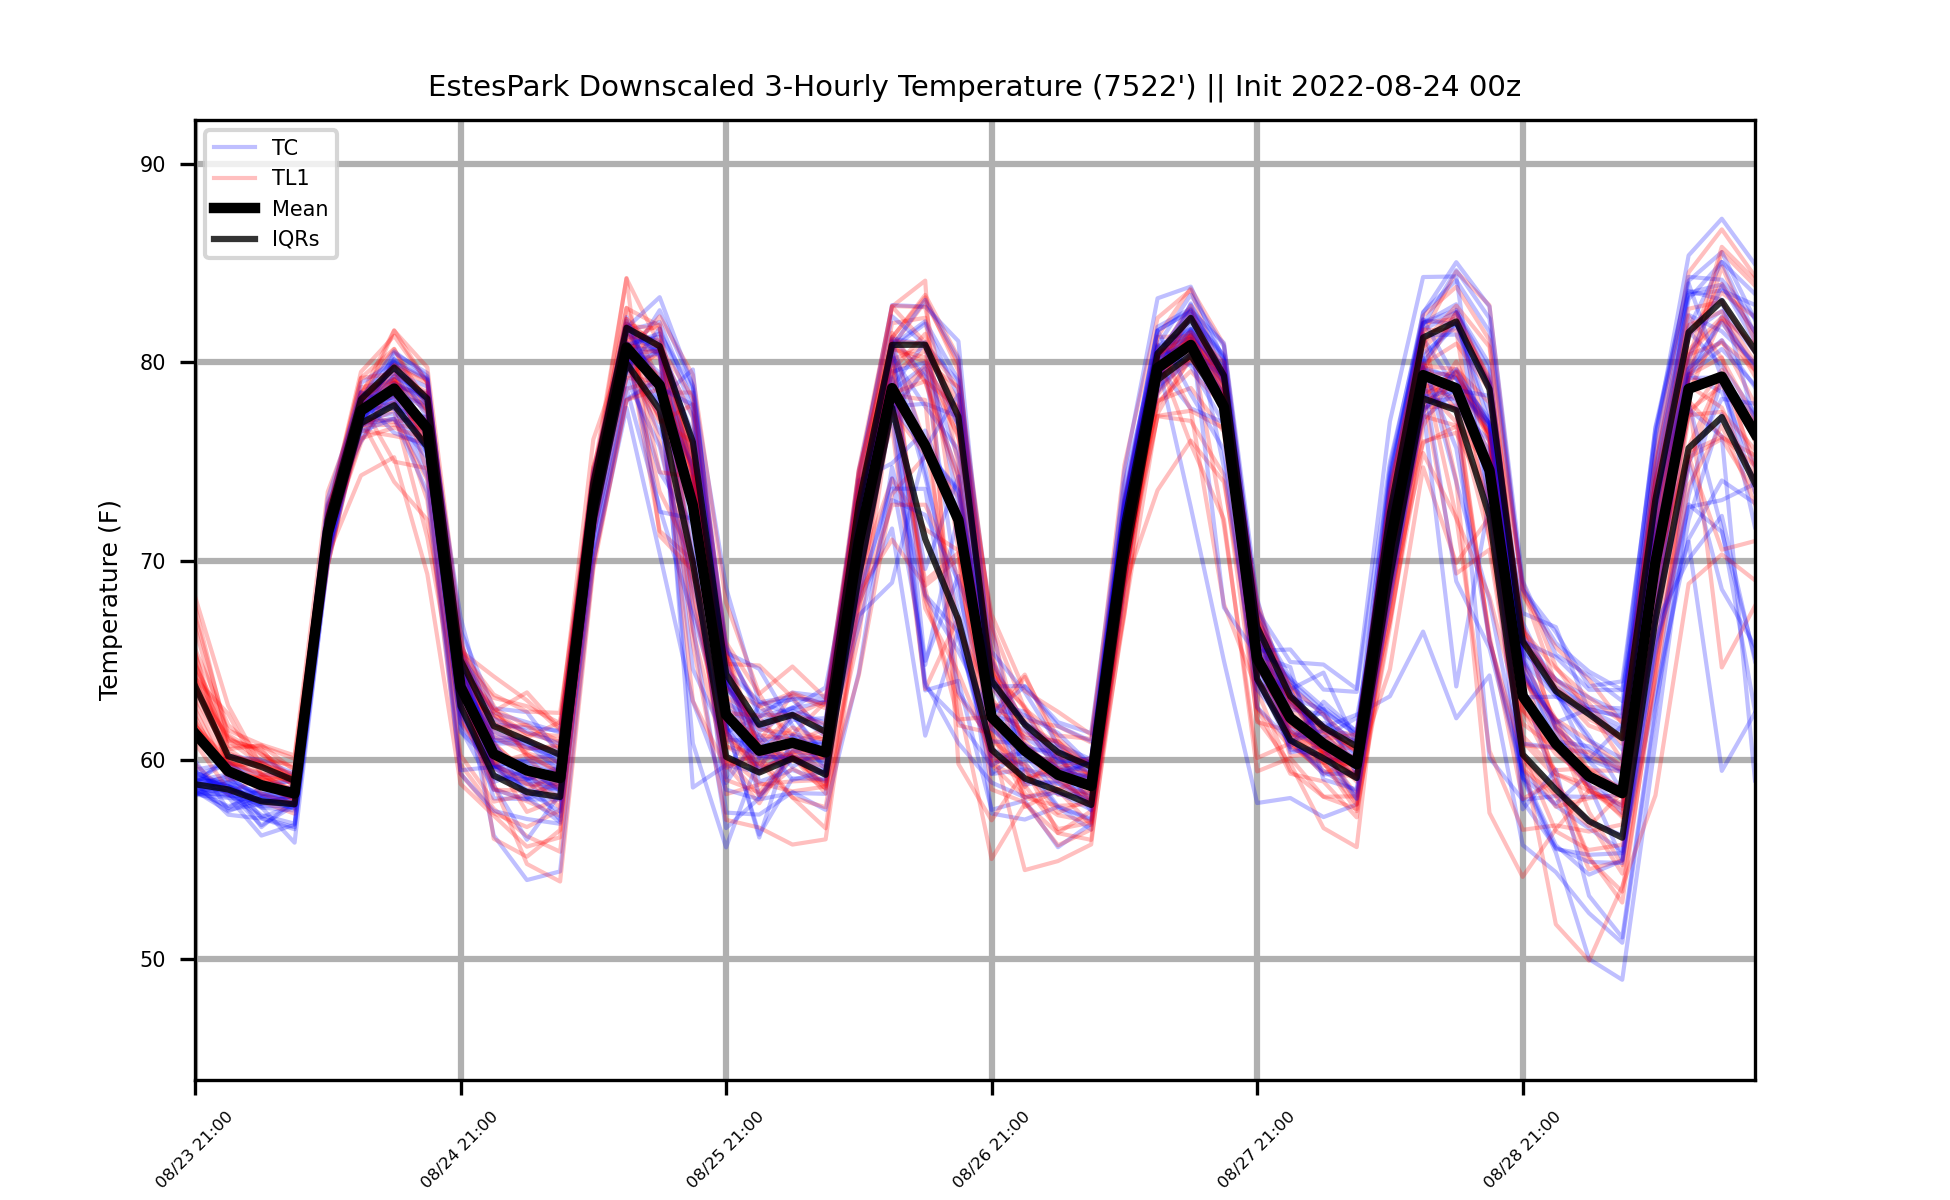 EstesPark Downscaled 3-Hourly Temperature (7522') || Init 2022-08-24 00z
TC
TL1
Mean
IQRs
Temperature (F)
90
80
70
60
50
08/23 21:00
08/24 21:00
08/25 21:00
08/26 21:00
08/27 21:00
08/28 21:00